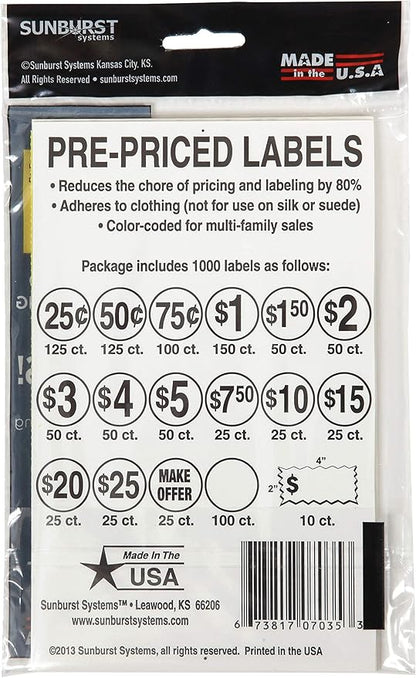 SUNBURST
systems
©Sunburst Systems Kansas City, KS.
All Rights Reserved • sunburstsystems.com
MADE
in the U.S.A
PRE-PRICED LABELS
• Reduces the chore of pricing and labeling by 80%
• Adheres to clothing (not for use on silk or suede)
• Color-coded for multi-family sales
Package includes 1000 labels as follows:
25¢ 50¢ 75¢ $1 $1⁵⁰ $2
125 ct. 125 ct. 100 ct. 150 ct. 50 ct. 50 ct.
$3 $4 $5 $7⁵⁰ $10 $15
50 ct. 50 ct. 50 ct. 25 ct. 25 ct. 25 ct.
$20 $25 MAKE OFFER 2" 4" $
25 ct. 25 ct. 25 ct. 100 ct. 10 ct.
Made In The
USA
Sunburst Systems™ • Leawood, KS 66206
www.sunburstsystems.com
6 73817 07035 3
©2013 Sunburst Systems, all rights reserved. Printed in the USA